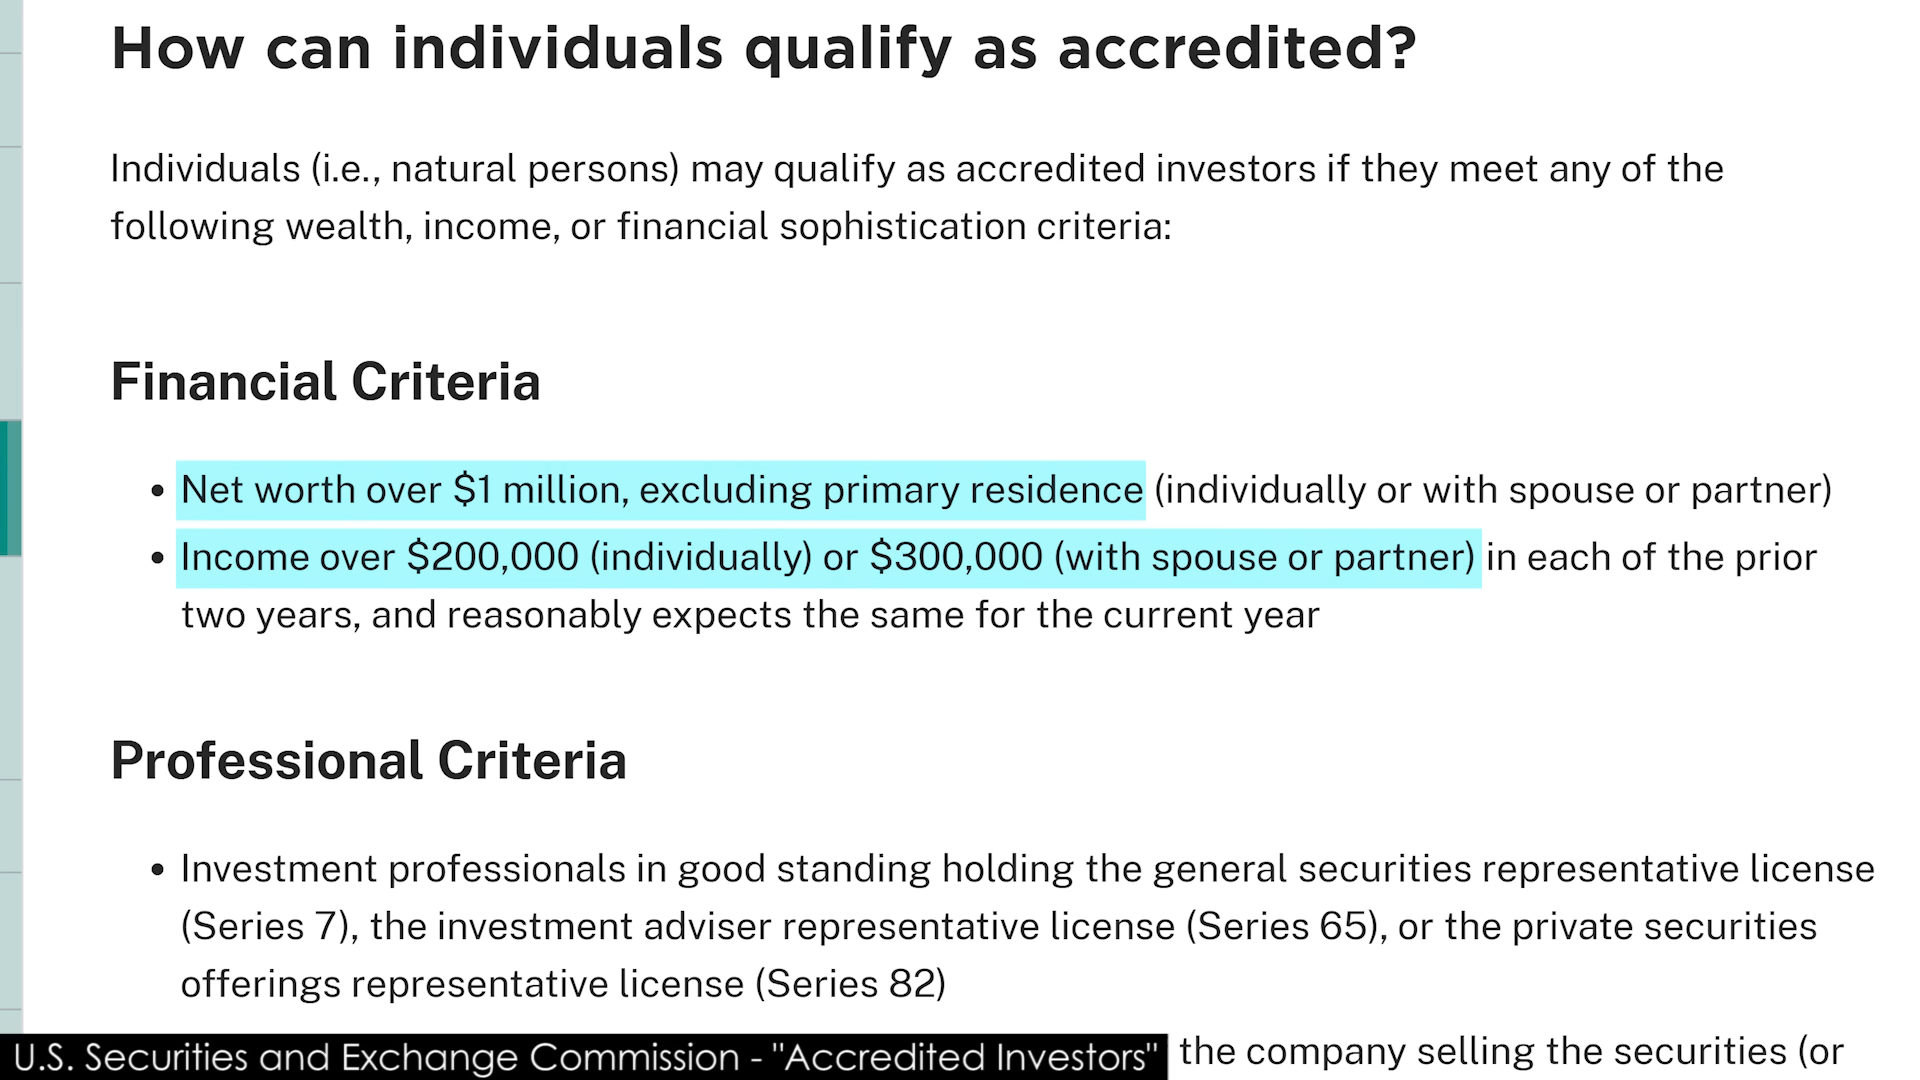 How can individuals qualify as accredited?
Individuals (i.e., natural persons) may qualify as accredited investors if they meet any of the
following wealth, income, or financial sophistication criteria:
Financial Criteria
• Net worth over $1 million, excluding primary residence (individually or with spouse or partner)
• Income over $200,000 (individually) or $300,000 (with spouse or partner) in each of the prior
two years, and reasonably expects the same for the current year
Professional Criteria
• Investment professionals in good standing holding the general securities representative license
(Series 7), the investment adviser representative license (Series 65), or the private securities
offerings representative license (Series 82)
the company selling the securities (or
U.S. Securities and Exchange Commission - "Accredited Investors"